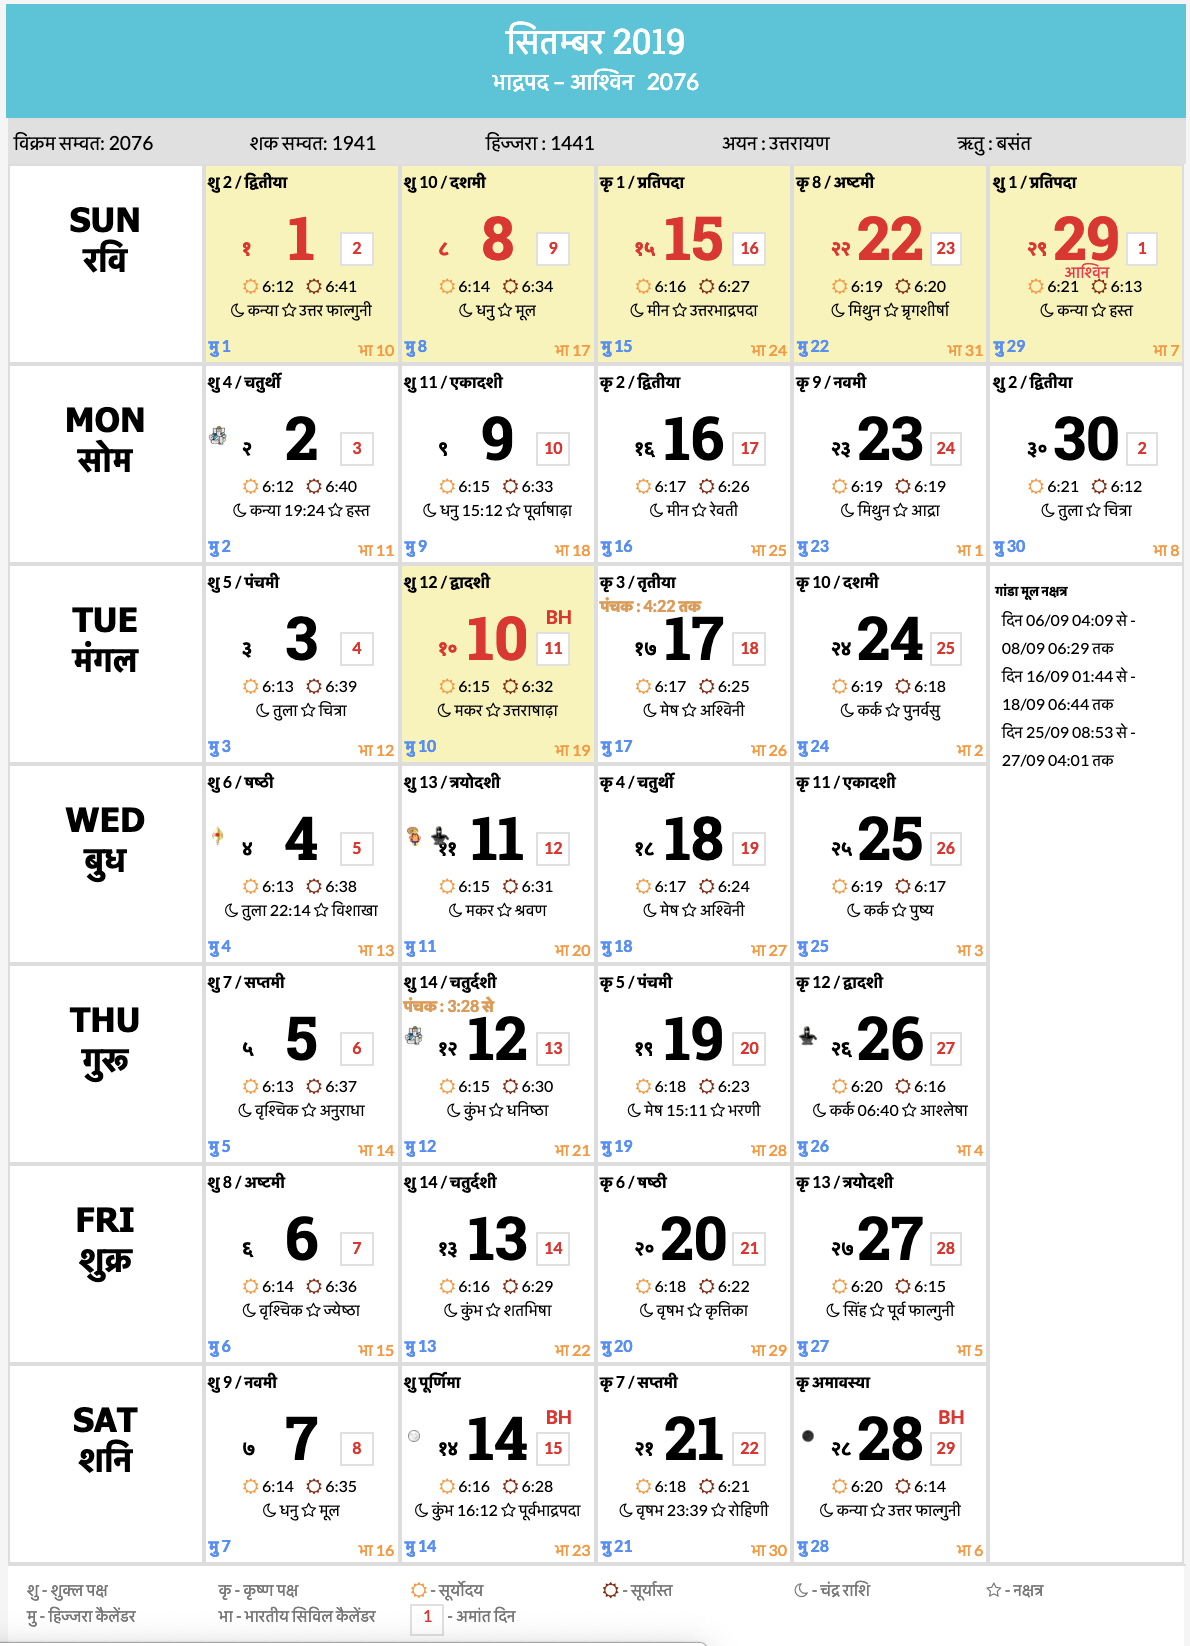 सितम्बर 2019
भाद्रपद – आश्विन 2076
विक्रम सम्वत: 2076 शक सम्वत: 1941 हिज्जरा : 1441 अयन : उत्तरायण ऋतु : बसंत
SUN
रवि
शु 2 / द्वितीया
१ 1 2
6:12 6:41
कन्या उत्तर फाल्गुनी
मु 1 भा 10
शु 10 / दशमी
८ 8 9
6:14 6:34
धनु मूल
मु 8 भा 17
कृ 1 / प्रतिपदा
१५ 15 16
6:16 6:27
मीन उत्तरभाद्रपदा
मु 15 भा 24
कृ 8 / अष्टमी
२२ 22 23
6:19 6:20
मिथुन म्रृगशीर्षा
मु 22 भा 31
शु 1 / प्रतिपदा
२९ 29 1
आश्विन
6:21 6:13
कन्या हस्त
मु 29 भा 7
MON
सोम
शु 4 / चतुर्थी
२ 2 3
6:12 6:40
कन्या 19:24 हस्त
मु 2 भा 11
शु 11 / एकादशी
९ 9 10
6:15 6:33
धनु 15:12 पूर्वाषाढ़ा
मु 9 भा 18
कृ 2 / द्वितीया
१६ 16 17
6:17 6:26
मीन रेवती
मु 16 भा 25
कृ 9 / नवमी
२३ 23 24
6:19 6:19
मिथुन आद्रा
मु 23 भा 1
शु 2 / द्वितीया
३० 30 2
6:21 6:12
तुला चित्रा
मु 30 भा 8
TUE
मंगल
शु 5 / पंचमी
३ 3 4
6:13 6:39
तुला चित्रा
मु 3 भा 12
शु 12 / द्वादशी
BH
१० 10 11
6:15 6:32
मकर उत्तराषाढ़ा
मु 10 भा 19
कृ 3 / तृतीया
पंचक : 4:22 तक
१७ 17 18
6:17 6:25
मेष अश्विनी
मु 17 भा 26
कृ 10 / दशमी
२४ 24 25
6:19 6:18
कर्क पुनर्वसु
मु 24 भा 2
गांडा मूल नक्षत्र
दिन 06/09 04:09 से -
08/09 06:29 तक
दिन 16/09 01:44 से -
18/09 06:44 तक
दिन 25/09 08:53 से -
27/09 04:01 तक
WED
बुध
शु 6 / षष्ठी
४ 4 5
6:13 6:38
तुला 22:14 विशाखा
मु 4 भा 13
शु 13 / त्रयोदशी
११ 11 12
6:15 6:31
मकर श्रवण
मु 11 भा 20
कृ 4 / चतुर्थी
१८ 18 19
6:17 6:24
मेष अश्विनी
मु 18 भा 27
कृ 11 / एकादशी
२५ 25 26
6:19 6:17
कर्क पुष्य
मु 25 भा 3
THU
गुरू
शु 7 / सप्तमी
५ 5 6
6:13 6:37
वृश्चिक अनुराधा
मु 5 भा 14
शु 14 / चतुर्दशी
पंचक : 3:28 से
१२ 12 13
6:15 6:30
कुंभ धनिष्ठा
मु 12 भा 21
कृ 5 / पंचमी
१९ 19 20
6:18 6:23
मेष 15:11 भरणी
मु 19 भा 28
कृ 12 / द्वादशी
२६ 26 27
6:20 6:16
कर्क 06:40 आश्लेषा
मु 26 भा 4
FRI
शुक्र
शु 8 / अष्टमी
६ 6 7
6:14 6:36
वृश्चिक ज्येष्ठा
मु 6 भा 15
शु 14 / चतुर्दशी
१३ 13 14
6:16 6:29
कुंभ शतभिषा
मु 13 भा 22
कृ 6 / षष्ठी
२० 20 21
6:18 6:22
वृषभ कृत्तिका
मु 20 भा 29
कृ 13 / त्रयोदशी
२७ 27 28
6:20 6:15
सिंह पूर्व फाल्गुनी
मु 27 भा 5
SAT
शनि
शु 9 / नवमी
७ 7 8
6:14 6:35
धनु मूल
मु 7 भा 16
शु पूर्णिमा
BH
१४ 14 15
6:16 6:28
कुंभ 16:12 पूर्वभाद्रपदा
मु 14 भा 23
कृ 7 / सप्तमी
२१ 21 22
6:18 6:21
वृषभ 23:39 रोहिणी
मु 21 भा 30
कृ अमावस्या
BH
२८ 28 29
6:20 6:14
कन्या उत्तर फाल्गुनी
मु 28 भा 6
शु - शुक्ल पक्ष कृ - कृष्ण पक्ष - सूर्योदय - सूर्यास्त - चंद्र राशि - नक्षत्र
मु - हिज्जरा कैलेंडर भा - भारतीय सिविल कैलेंडर 1 - अमांत दिन